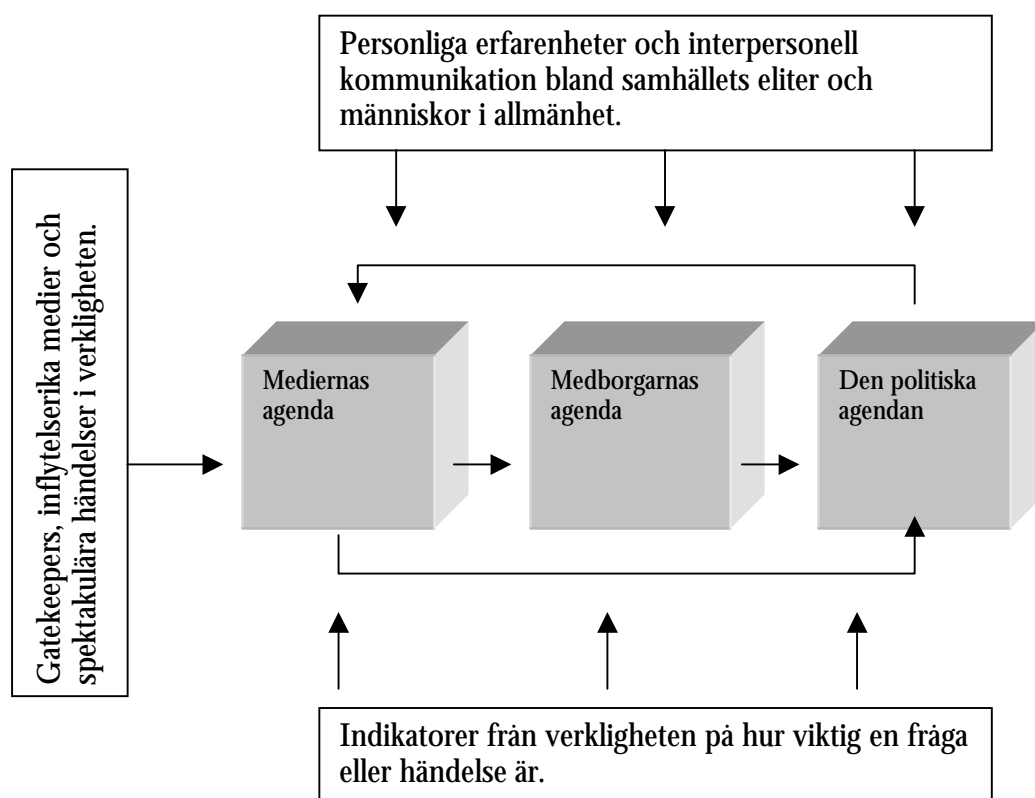 Personliga erfarenheter och interpersonell
kommunikation bland samhällets eliter och
människor i allmänhet.
Gatekeepers, inflytelserika medier och
spektakulära händelser i verkligheten.
Mediernas
agenda
Medborgarnas
agenda
Den politiska
agendan
Indikatorer från verkligheten på hur viktig en fråga
eller händelse är.